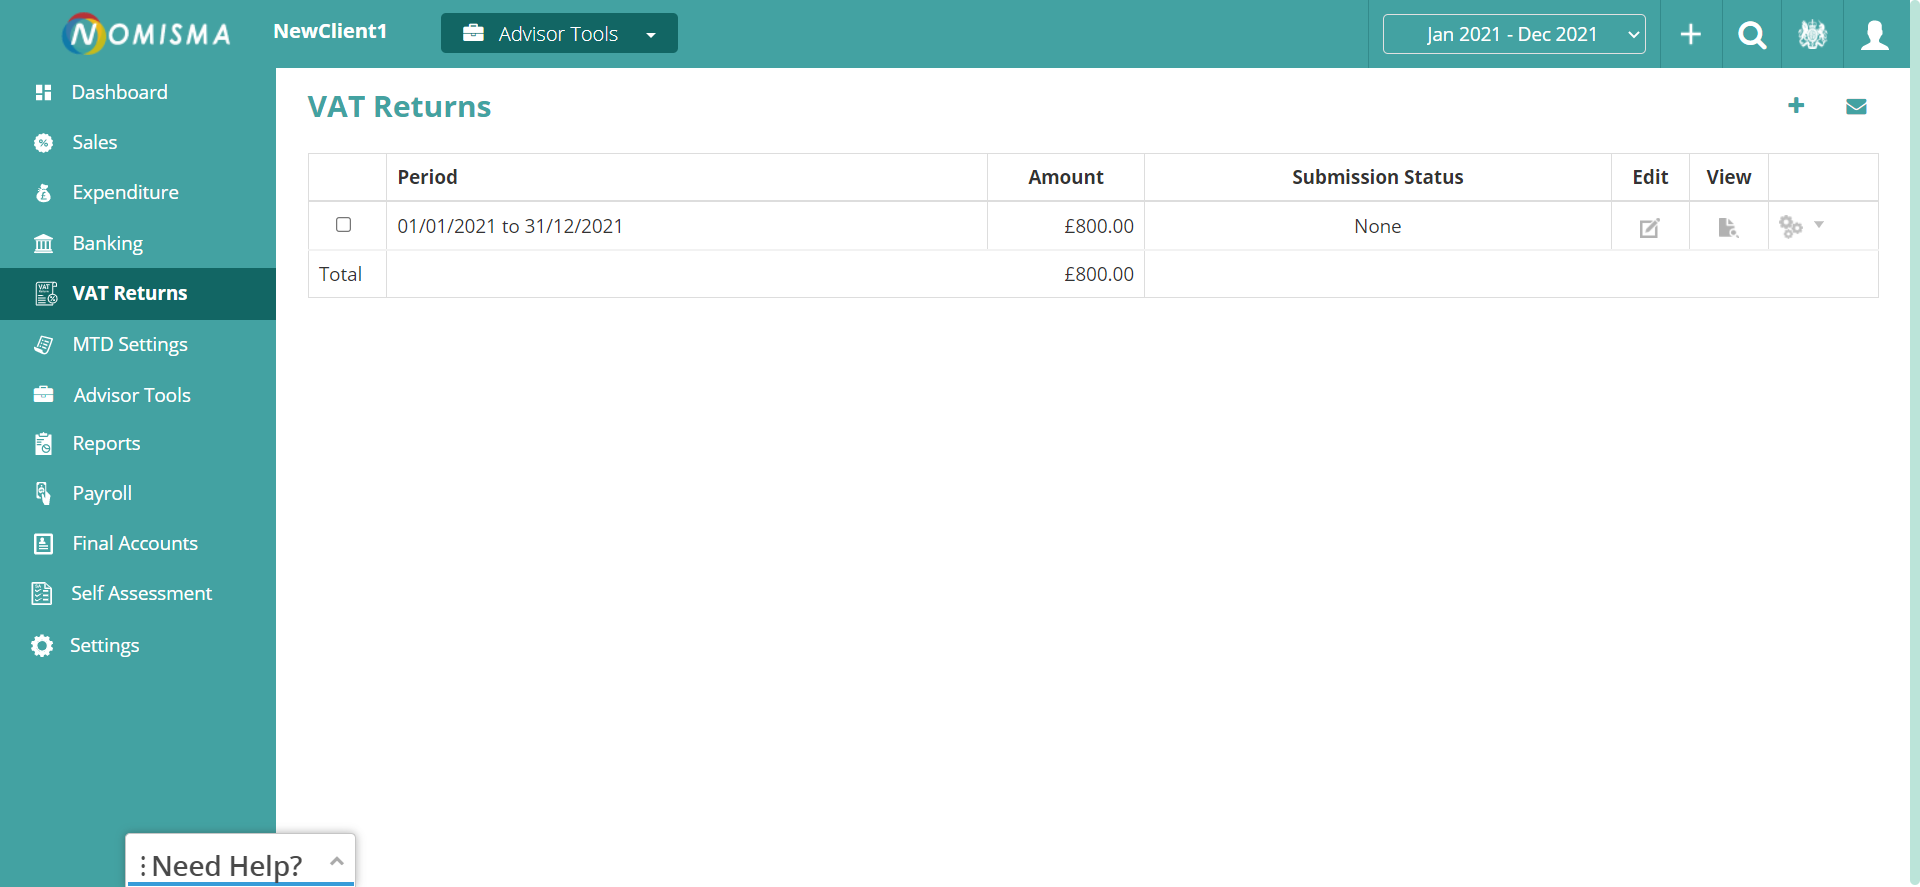 NOMISMA
NewClient1
Advisor Tools
Jan 2021 - Dec 2021
Dashboard
Sales
Expenditure
Banking
VAT Returns
MTD Settings
Advisor Tools
Reports
Payroll
Final Accounts
Self Assessment
Settings
VAT Returns
Period Amount Submission Status Edit View
01/01/2021 to 31/12/2021 £800.00 None
Total £800.00
Need Help?